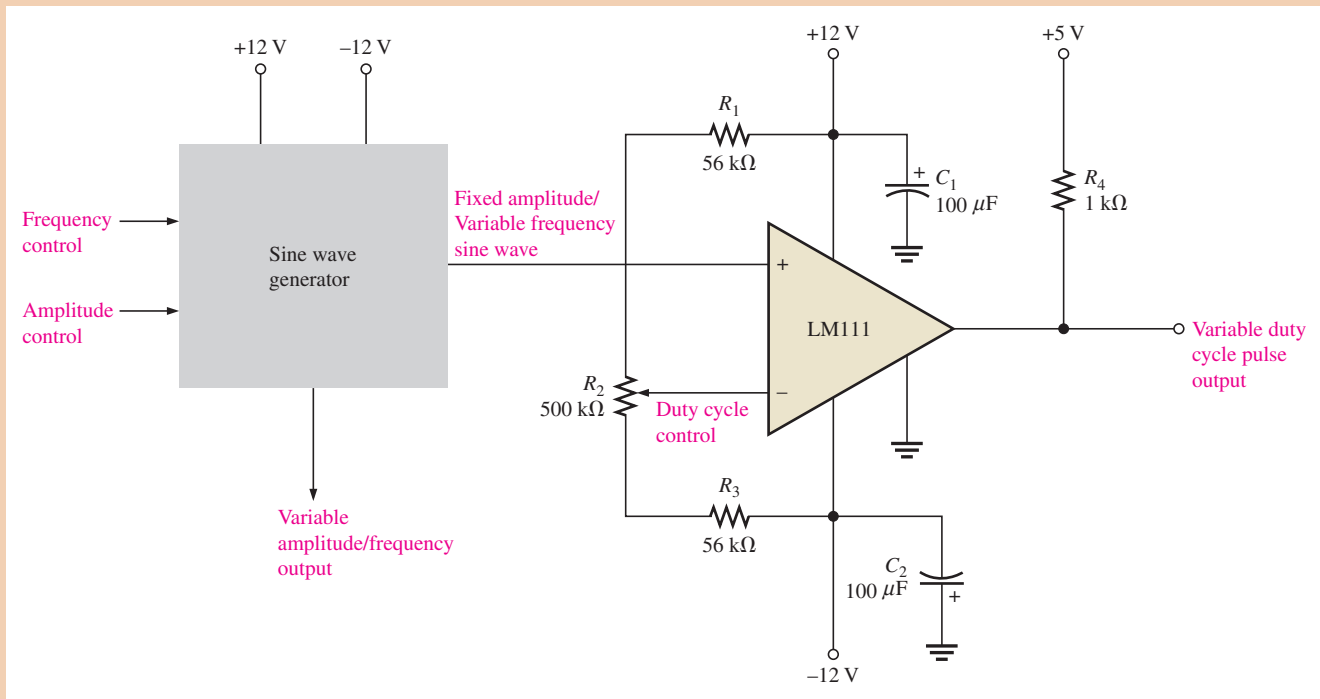 +12 V
–12 V
Frequency
control
Amplitude
control
Sine wave
generator
Variable
amplitude/frequency
output
Fixed amplitude/
Variable frequency
sine wave
R1
56 kΩ
R2
500 kΩ
Duty cycle
control
R3
56 kΩ
+12 V
+
C1
100 μF
+
–
LM111
C2
100 μF
+
–12 V
+5 V
R4
1 kΩ
Variable duty
cycle pulse
output